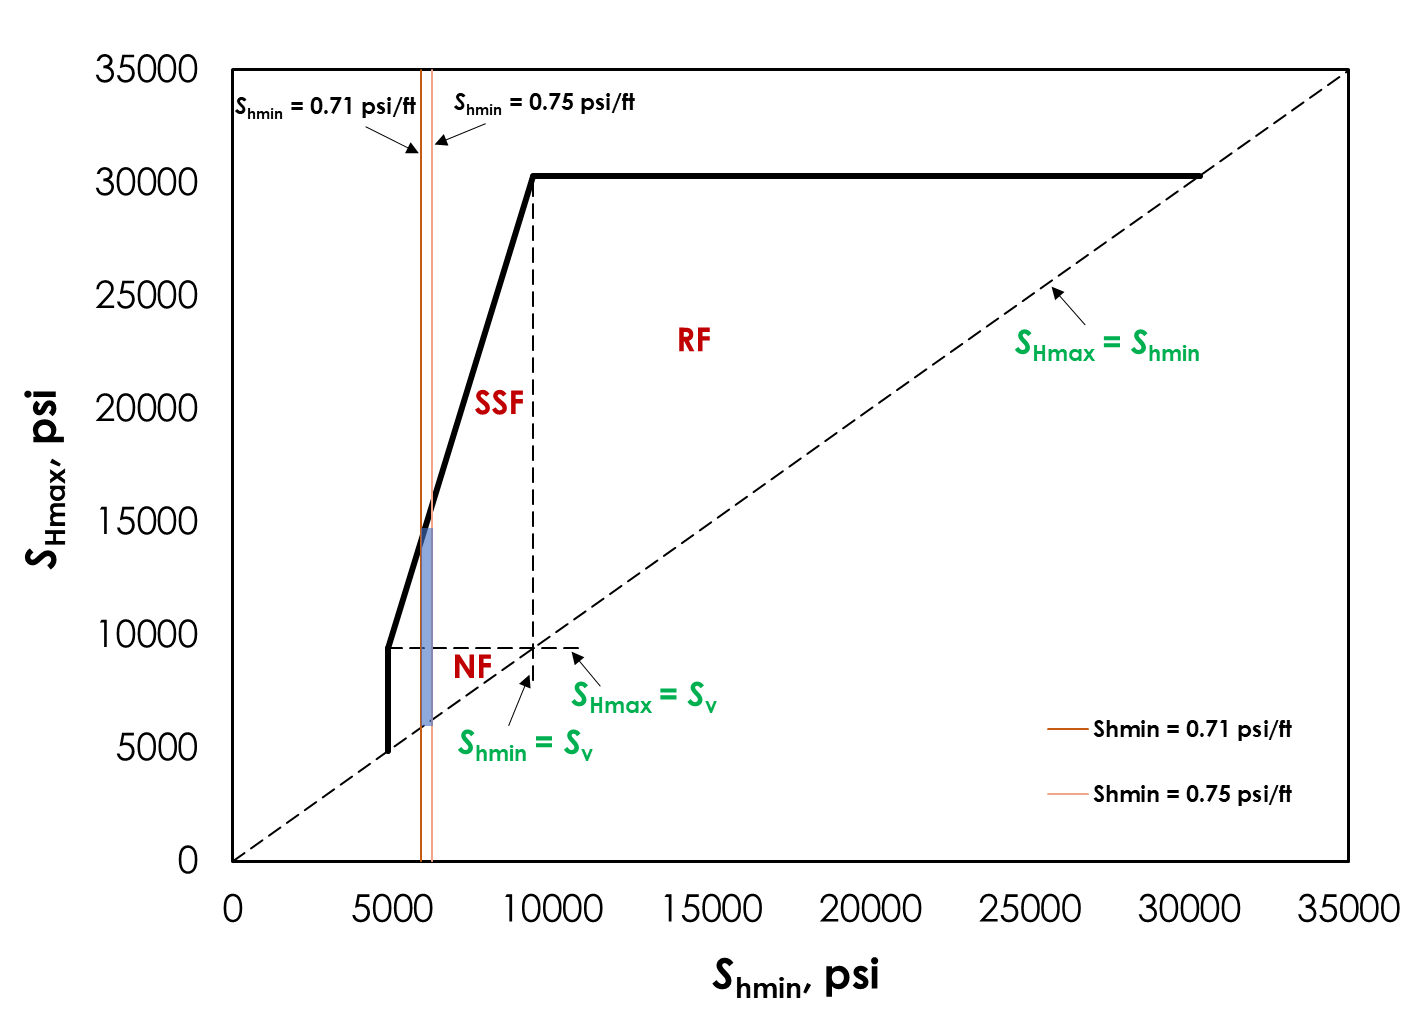 35000
30000
25000
20000
15000
10000
5000
0
SHmax, psi
Shmin = 0.71 psi/ft
Shmin = 0.75 psi/ft
RF
SSF
NF
SHmax = Shmin
SHmax = Sv
Shmin = Sv
Shmin = 0.71 psi/ft
Shmin = 0.75 psi/ft
0 5000 10000 15000 20000 25000 30000 35000
Shmin, psi